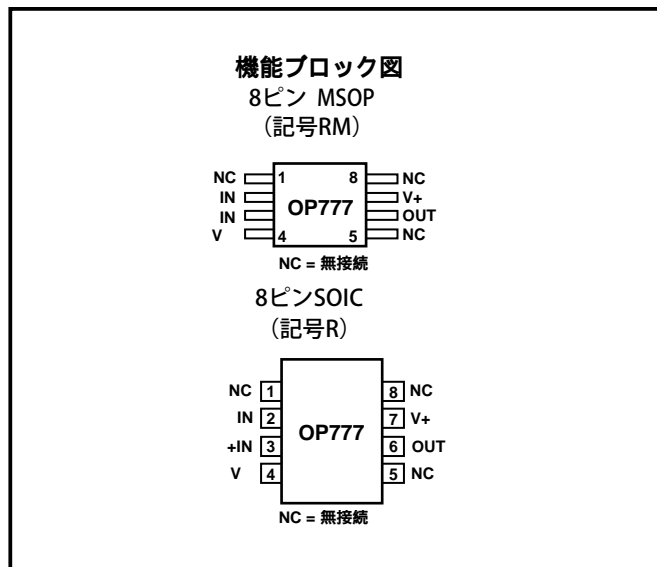 機能ブロック図
8ピン MSOP
（記号RM）
NC 1 8 NC
IN V+
OP777
IN OUT
V 4 5 NC
NC = 無接続
8ピンSOIC
（記号R）
NC 1 8 NC
IN 2 7 V+
OP777
+IN 3 6 OUT
V 4 5 NC
NC = 無接続